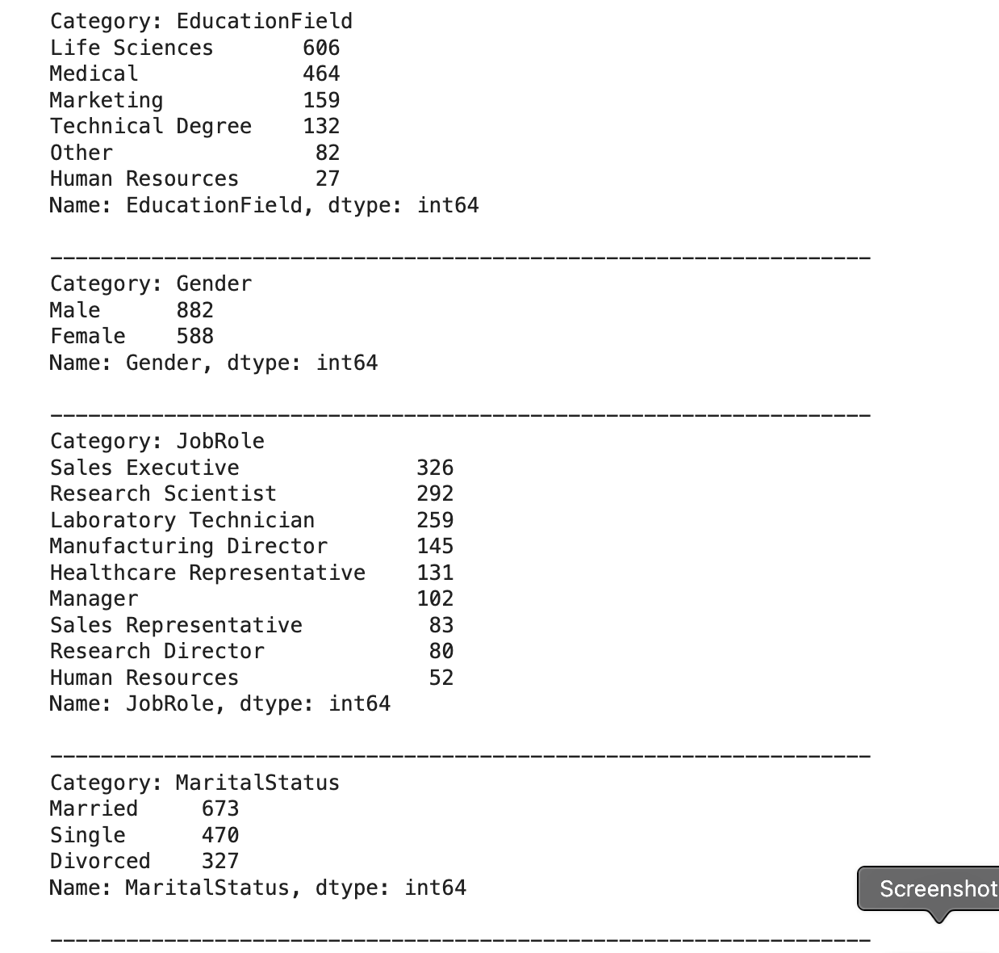 Category: EducationField
Life Sciences       606
Medical             464
Marketing           159
Technical Degree    132
Other                82
Human Resources      27
Name: EducationField, dtype: int64
_________________________________________________________________
Category: Gender
Male      882
Female    588
Name: Gender, dtype: int64
_________________________________________________________________
Category: JobRole
Sales Executive              326
Research Scientist           292
Laboratory Technician        259
Manufacturing Director       145
Healthcare Representative    131
Manager                      102
Sales Representative          83
Research Director             80
Human Resources               52
Name: JobRole, dtype: int64
_________________________________________________________________
Category: MaritalStatus
Married     673
Single      470
Divorced    327
Name: MaritalStatus, dtype: int64
Screenshot
_________________________________________________________________